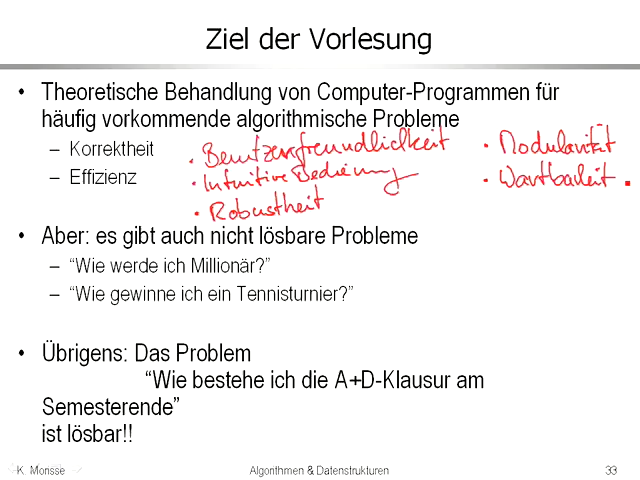 Ziel der Vorlesung
• Theoretische Behandlung von Computer-Programmen für
häufig vorkommende algorithmische Probleme
– Korrektheit
– Effizienz
• Benutzerfreundlichkeit
• Intuitive Bedienung
• Robustheit
• Modularität
• Wartbarkeit
• Aber: es gibt auch nicht lösbare Probleme
– "Wie werde ich Millionär?"
– "Wie gewinne ich ein Tennisturnier?"
• Übrigens: Das Problem
"Wie bestehe ich die A+D-Klausur am
Semesterende"
ist lösbar!!
K. Morisse
Algorithmen & Datenstrukturen
33